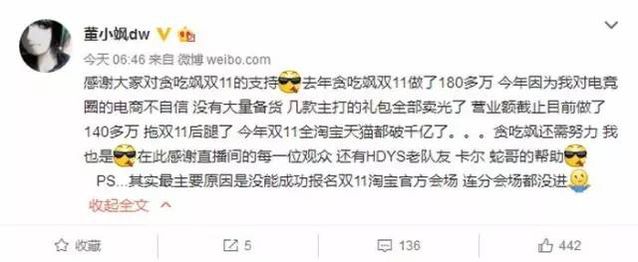 董小飒dw
今天 06:46 来自 微博 weibo.com
感谢大家对贪吃飒双11的支持 去年贪吃飒双11做了180多万 今年因为我对电竞
圈的电商不自信 没有大量备货 几款主打的礼包全部卖光了 营业额截止目前做了
140多万 拖双11后腿了 今年双11全淘宝天猫都破千亿了。。。贪吃飒还需努力 我
也是 在此感谢直播间的每一位观众 还有HDYS老队友 卡尔 蛇哥的帮助
PS...其实最主要原因是没能成功报名双11淘宝官方会场 连分会场都没进
收起全文
收藏
5
136
442